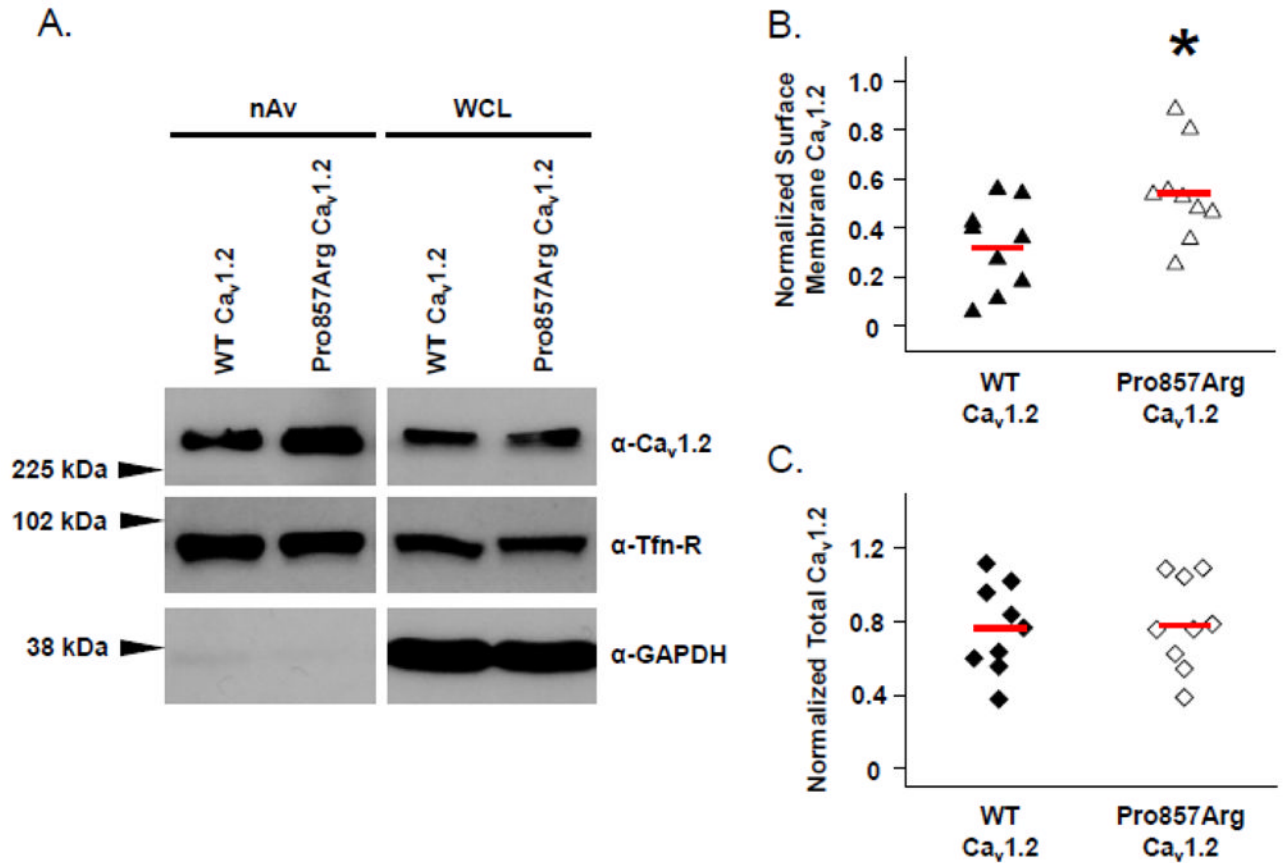 A.
nAv
WCL
WT Caᵥ1.2
Pro857Arg Caᵥ1.2
WT Caᵥ1.2
Pro857Arg Caᵥ1.2
225 kDa
α-Caᵥ1.2
102 kDa
α-Tfn-R
38 kDa
α-GAPDH
B.
*
Normalized Surface
Membrane Caᵥ1.2
1.0
0.8
0.6
0.4
0.2
0
WT
Caᵥ1.2
Pro857Arg
Caᵥ1.2
C.
Normalized Total Caᵥ1.2
1.2
0.8
0.4
0
WT
Caᵥ1.2
Pro857Arg
Caᵥ1.2